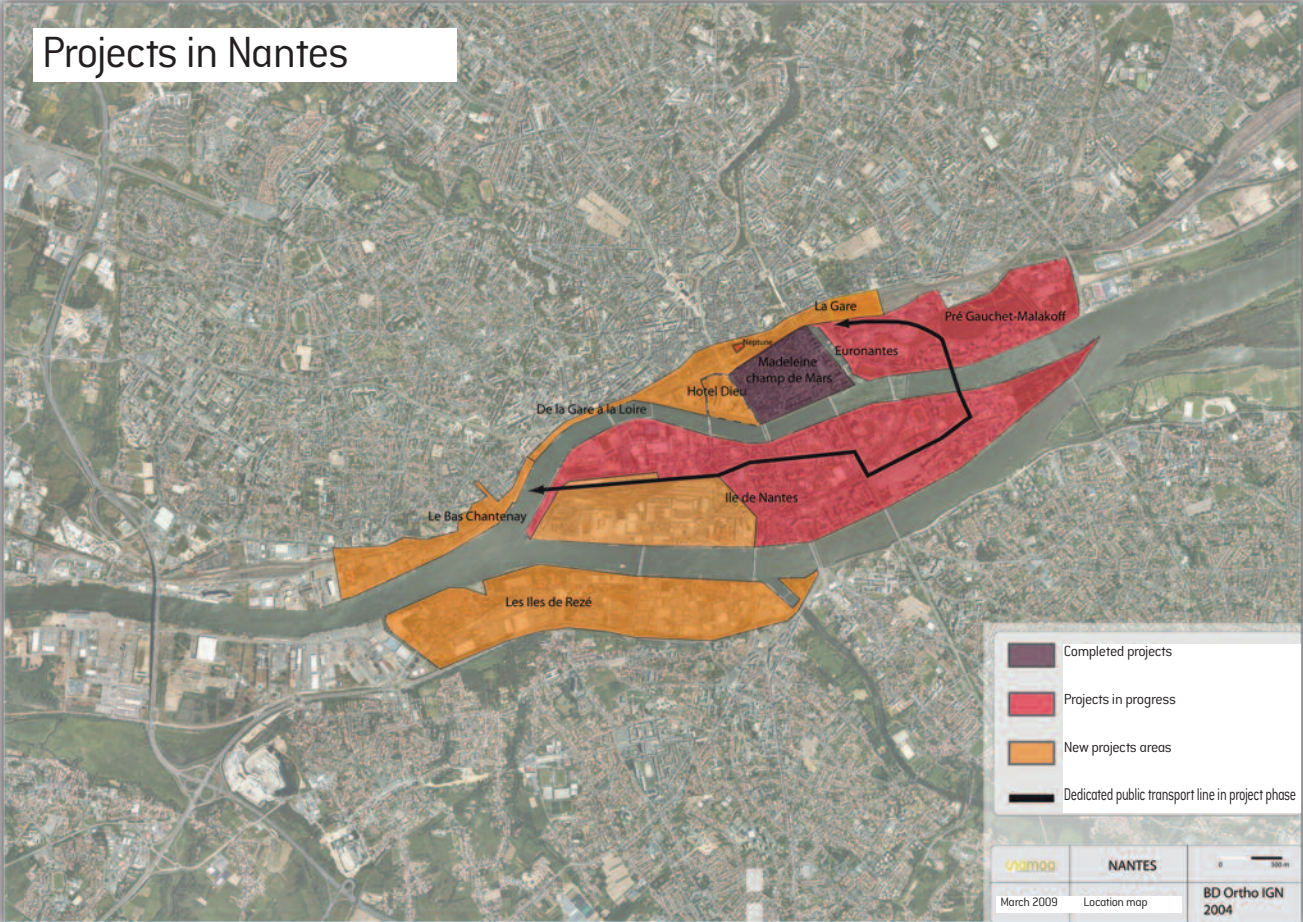 Projects in Nantes
La Gare
Pré Gauchet-Malakoff
Neptune
Euronantes
Madeleine
champ de Mars
Hotel Dieu
De la Gare à la Loire
Ile de Nantes
Le Bas Chantenay
Les Iles de Rezé
Completed projects
Projects in progress
New projects areas
Dedicated public transport line in project phase
NANTES
0 500 m
March 2009
Location map
BD Ortho IGN
2004